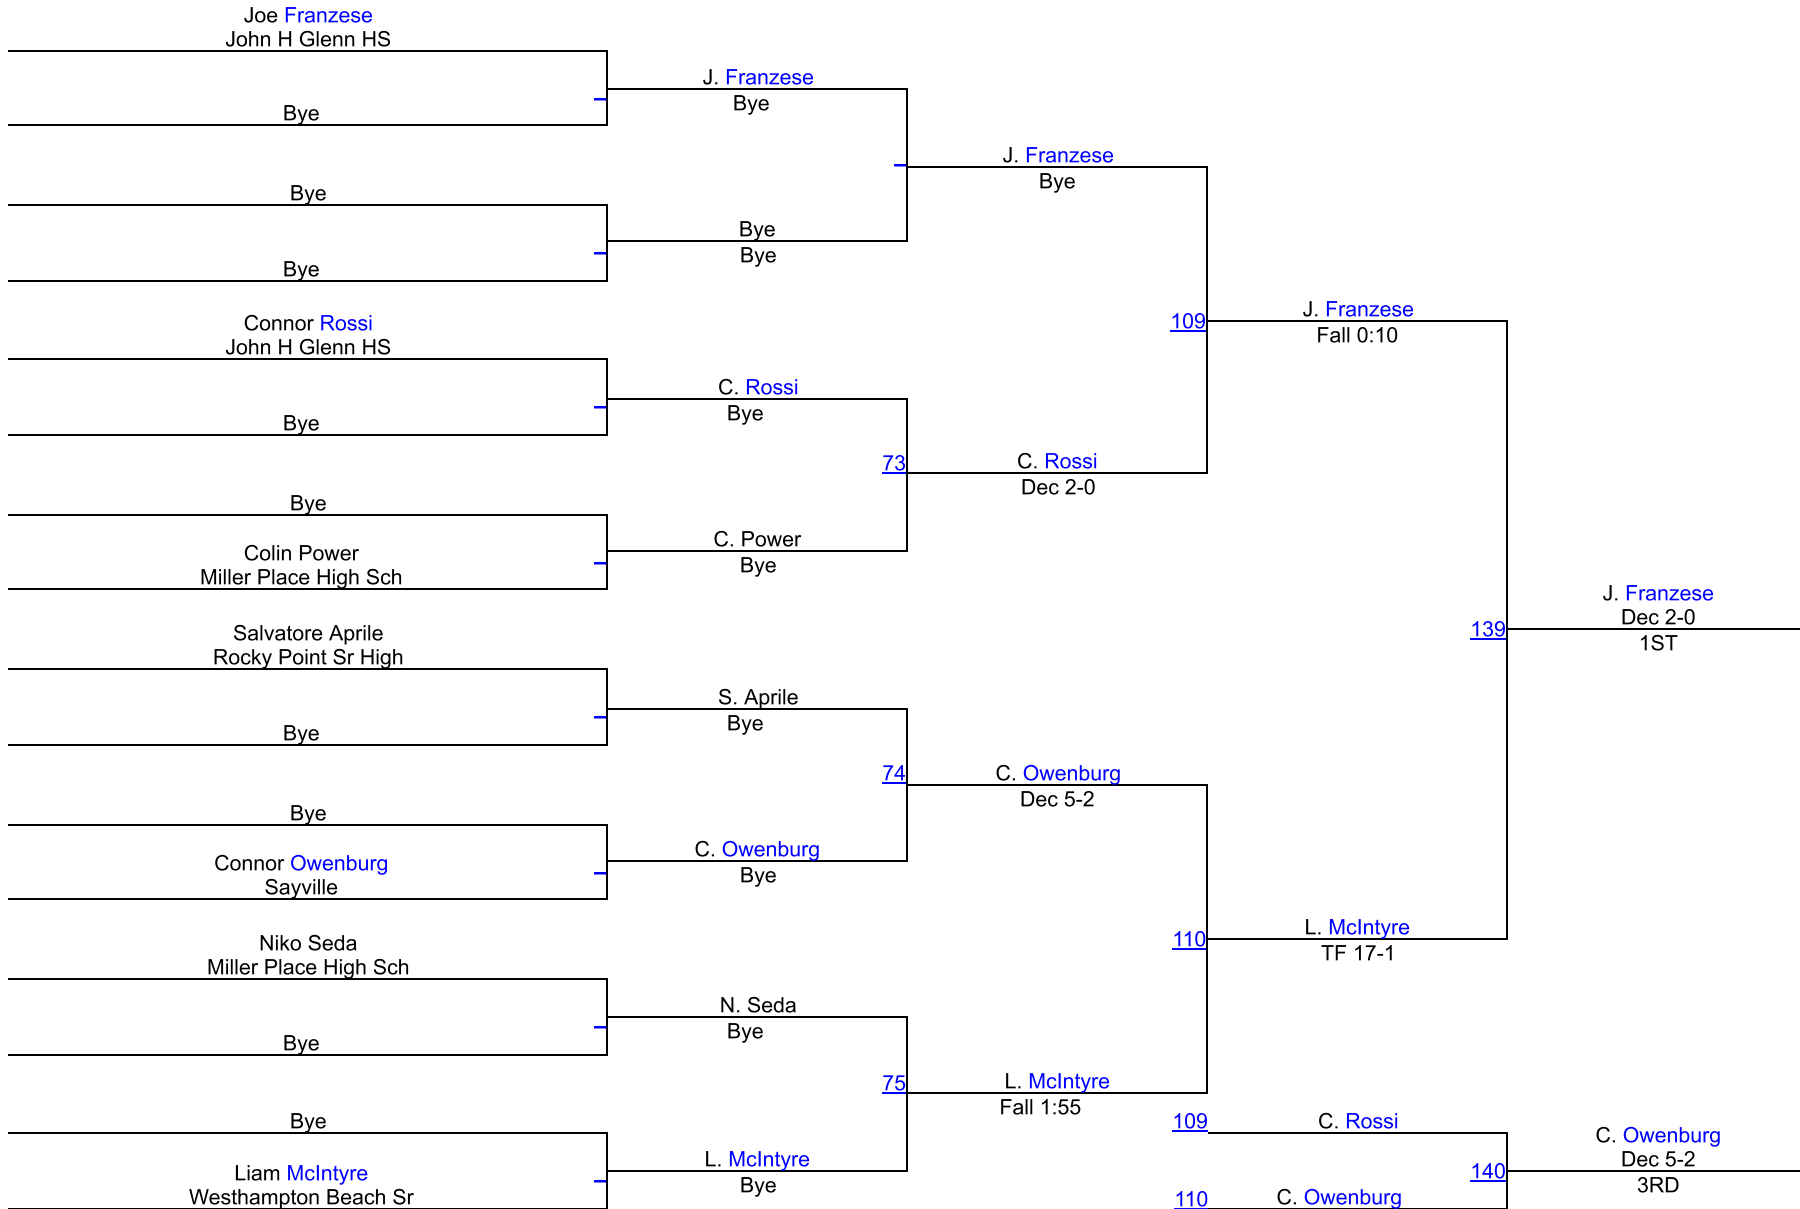 Joe Franzese
John H Glenn HS
Bye
J. Franzese
Bye
Bye
Bye
Bye
Bye
J. Franzese
Bye
Connor Rossi
John H Glenn HS
Bye
C. Rossi
Bye
Bye
Colin Power
Miller Place High Sch
C. Power
Bye
73
C. Rossi
Dec 2-0
109
J. Franzese
Fall 0:10
Salvatore Aprile
Rocky Point Sr High
Bye
S. Aprile
Bye
Bye
Connor Owenburg
Sayville
C. Owenburg
Bye
74
C. Owenburg
Dec 5-2
Niko Seda
Miller Place High Sch
Bye
N. Seda
Bye
Bye
Liam McIntyre
Westhampton Beach Sr
L. McIntyre
Bye
75
L. McIntyre
Fall 1:55
110
L. McIntyre
TF 17-1
139
J. Franzese
Dec 2-0
1ST
109
C. Rossi
110
C. Owenburg
140
C. Owenburg
Dec 5-2
3RD